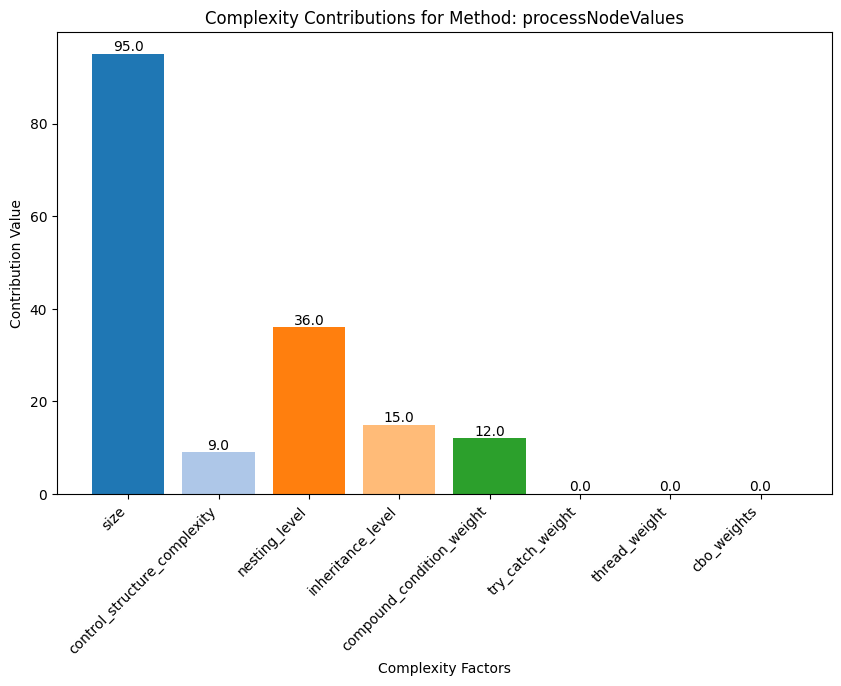 Complexity Contributions for Method: processNodeValues
Contribution Value
80
60
40
20
0
95.0
9.0
36.0
15.0
12.0
0.0
0.0
0.0
size
control_structure_complexity
nesting_level
inheritance_level
compound_condition_weight
try_catch_weight
thread_weight
cbo_weights
Complexity Factors